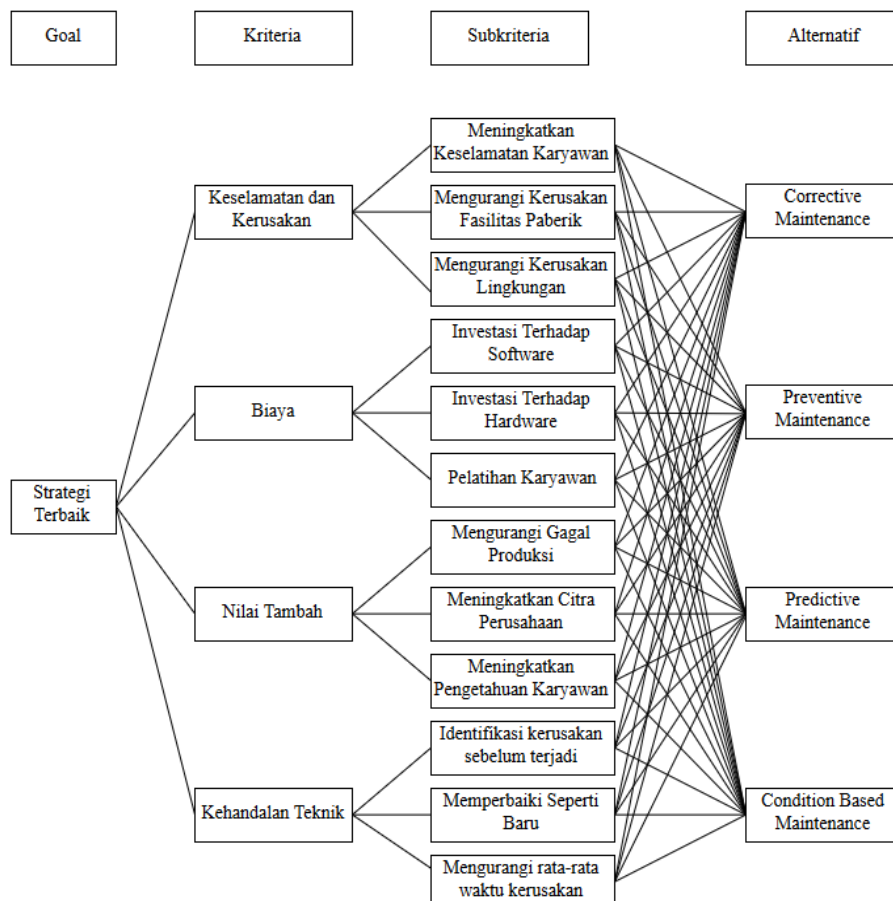 Goal
Kriteria
Subkriteria
Alternatif
Strategi
Terbaik
Keselamatan dan
Kerusakan
Biaya
Nilai Tambah
Kehandalan Teknik
Meningkatkan
Keselamatan Karyawan
Mengurangi Kerusakan
Fasilitas Paberik
Mengurangi Kerusakan
Lingkungan
Investasi Terhadap
Software
Investasi Terhadap
Hardware
Pelatihan Karyawan
Mengurangi Gagal
Produksi
Meningkatkan Citra
Perusahaan
Meningkatkan
Pengetahuan Karyawan
Identifikasi kerusakan
sebelum terjadi
Memperbaiki Seperti
Baru
Mengurangi rata-rata
waktu kerusakan
Corrective
Maintenance
Preventive
Maintenance
Predictive
Maintenance
Condition Based
Maintenance